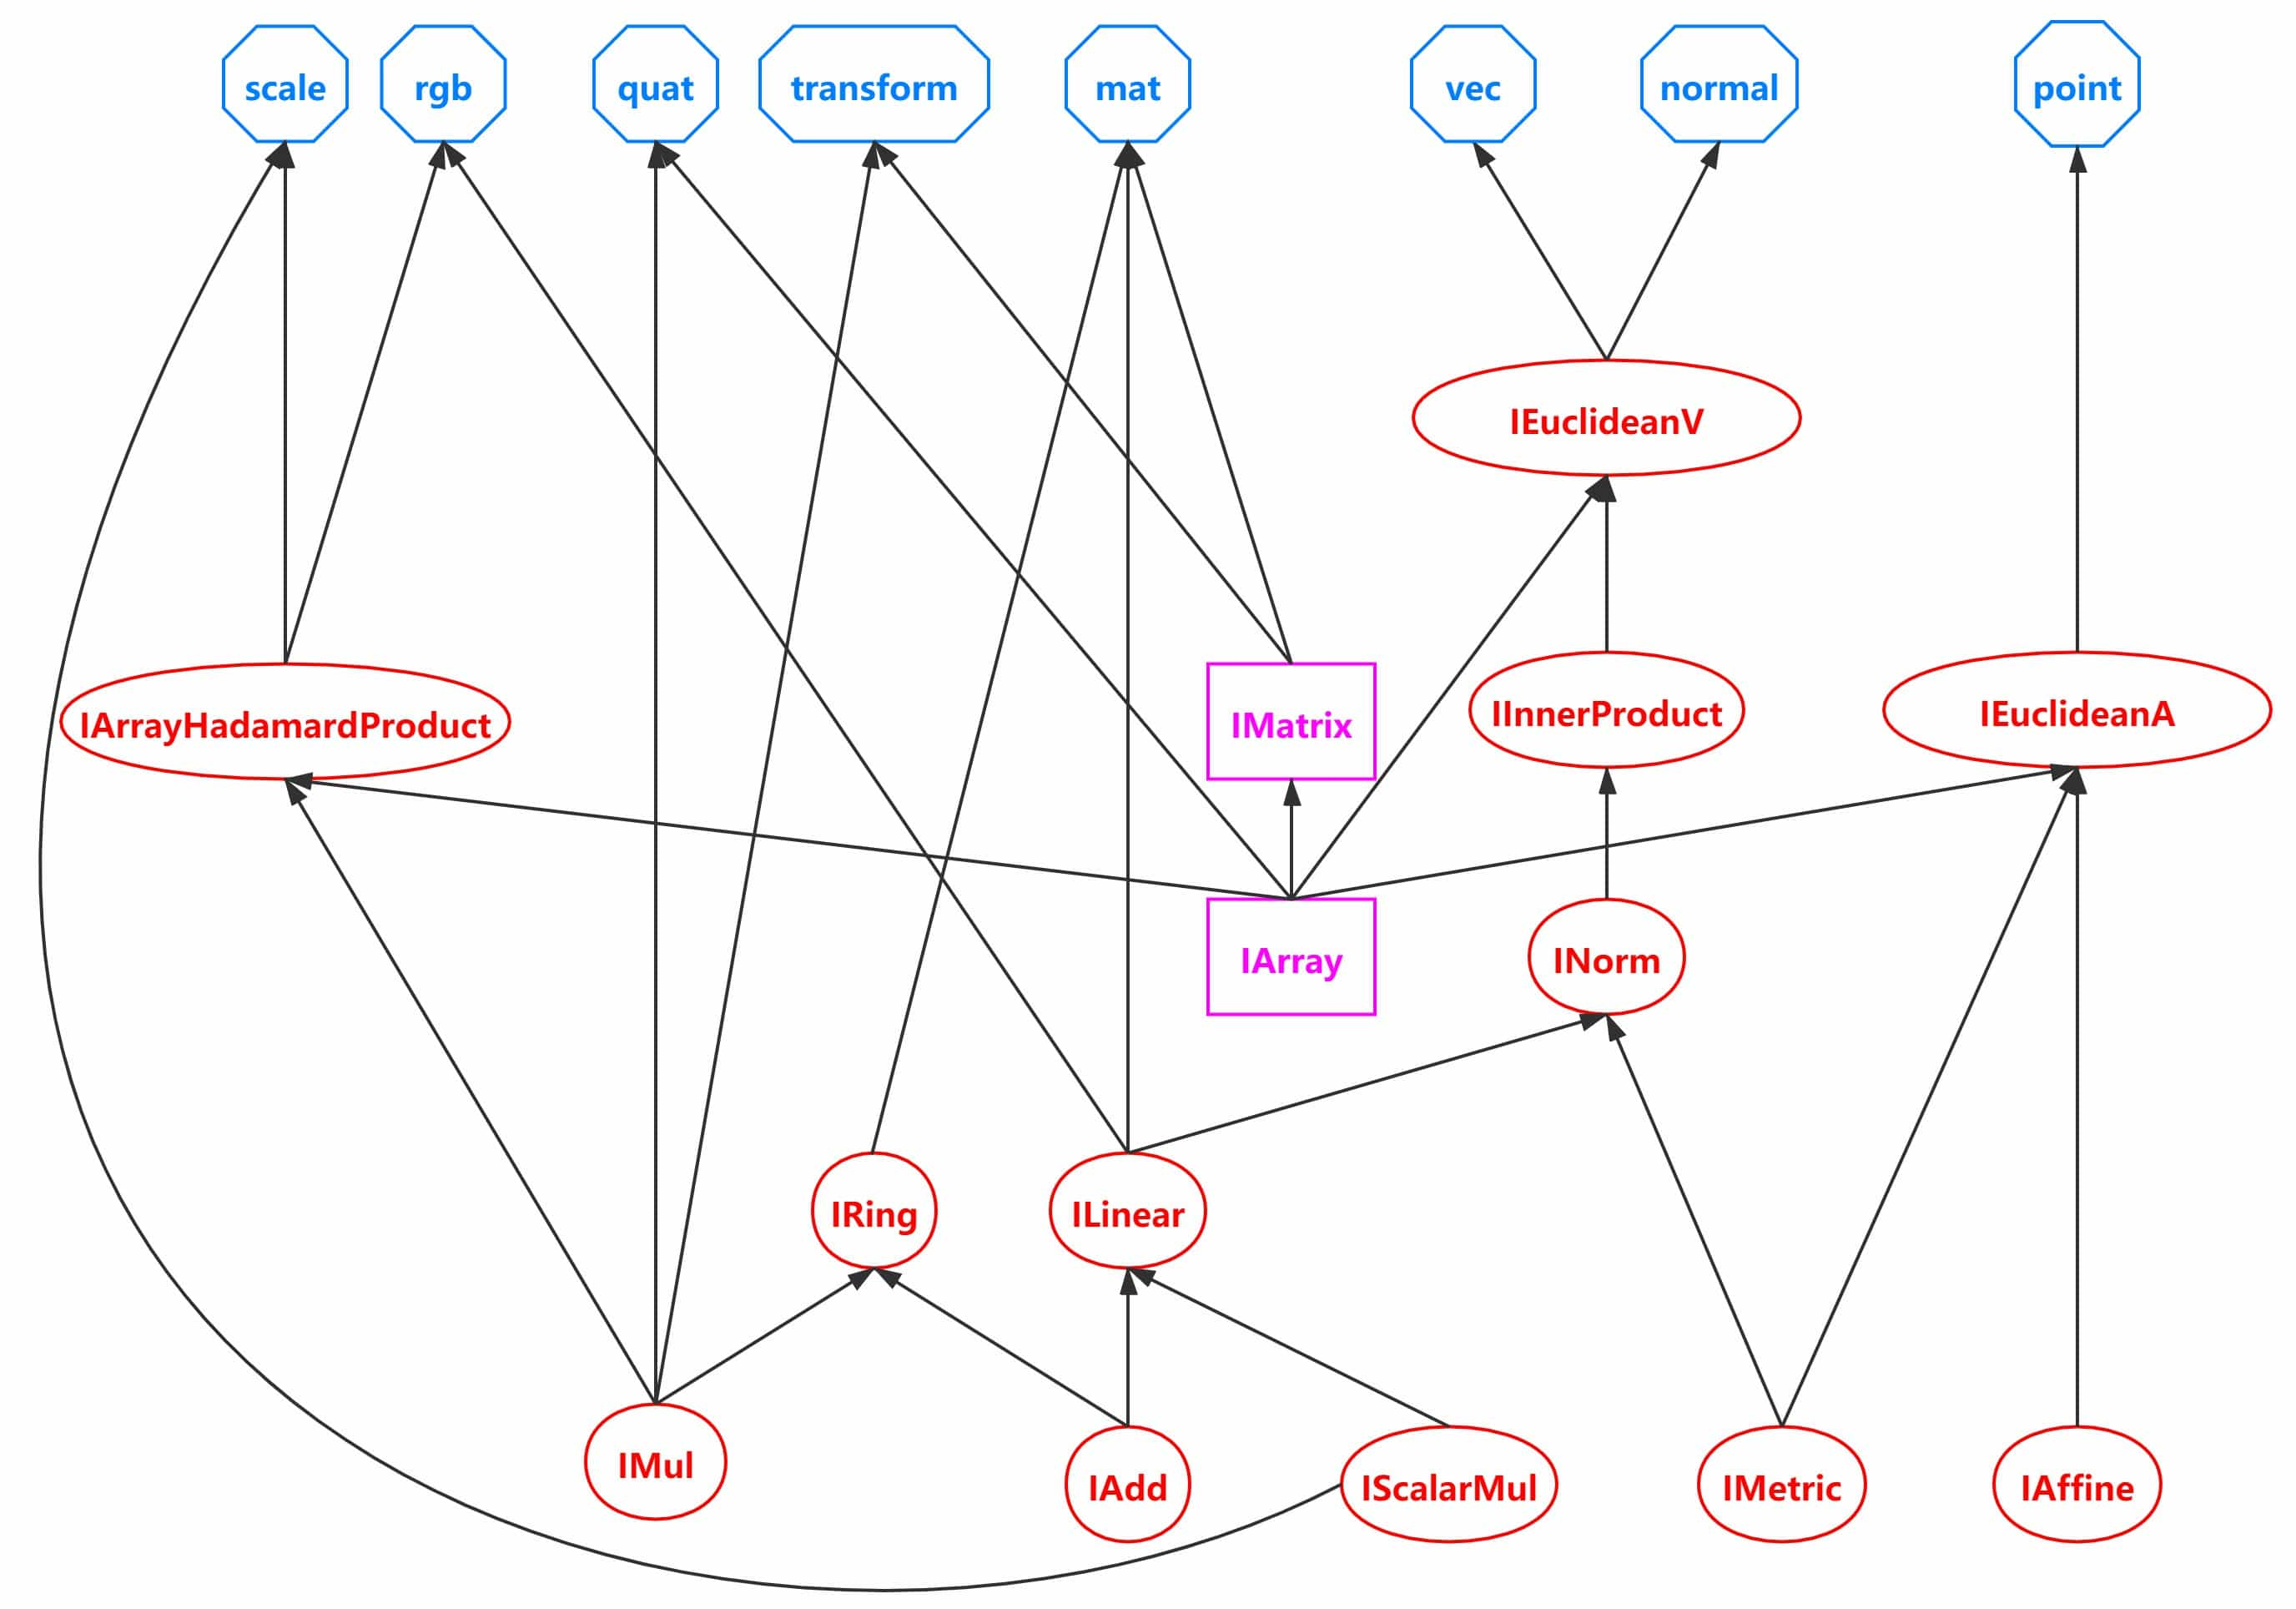 scale
rgb
quat
transform
mat
vec
normal
point
IEuclideanV
IArrayHadamardProduct
IMatrix
IInnerProduct
IEuclideanA
IArray
INorm
IRing
ILinear
IMul
IAdd
IScalarMul
IMetric
IAffine